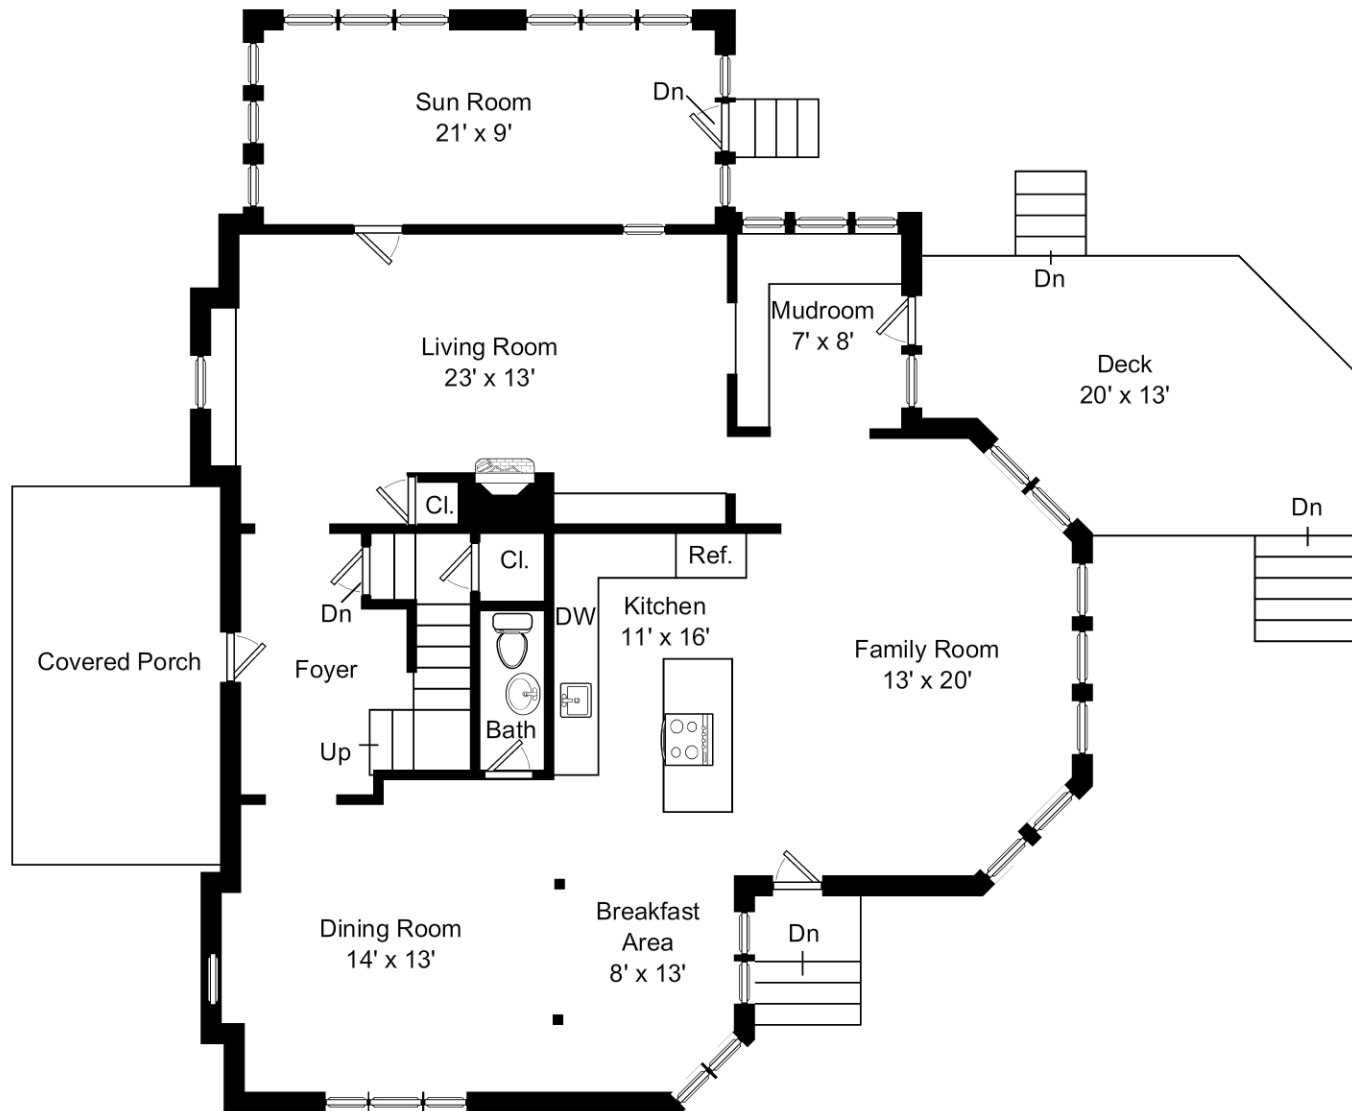 Sun Room
21' x 9'
Dn
Dn
Mudroom
7' x 8'
Living Room
23' x 13'
Deck
20' x 13'
Cl.
Dn
Cl.
Ref.
Dn
DW
Kitchen
11' x 16'
Covered Porch
Foyer
Family Room
13' x 20'
Bath
Up
Breakfast
Area
8' x 13'
Dining Room
14' x 13'
Dn